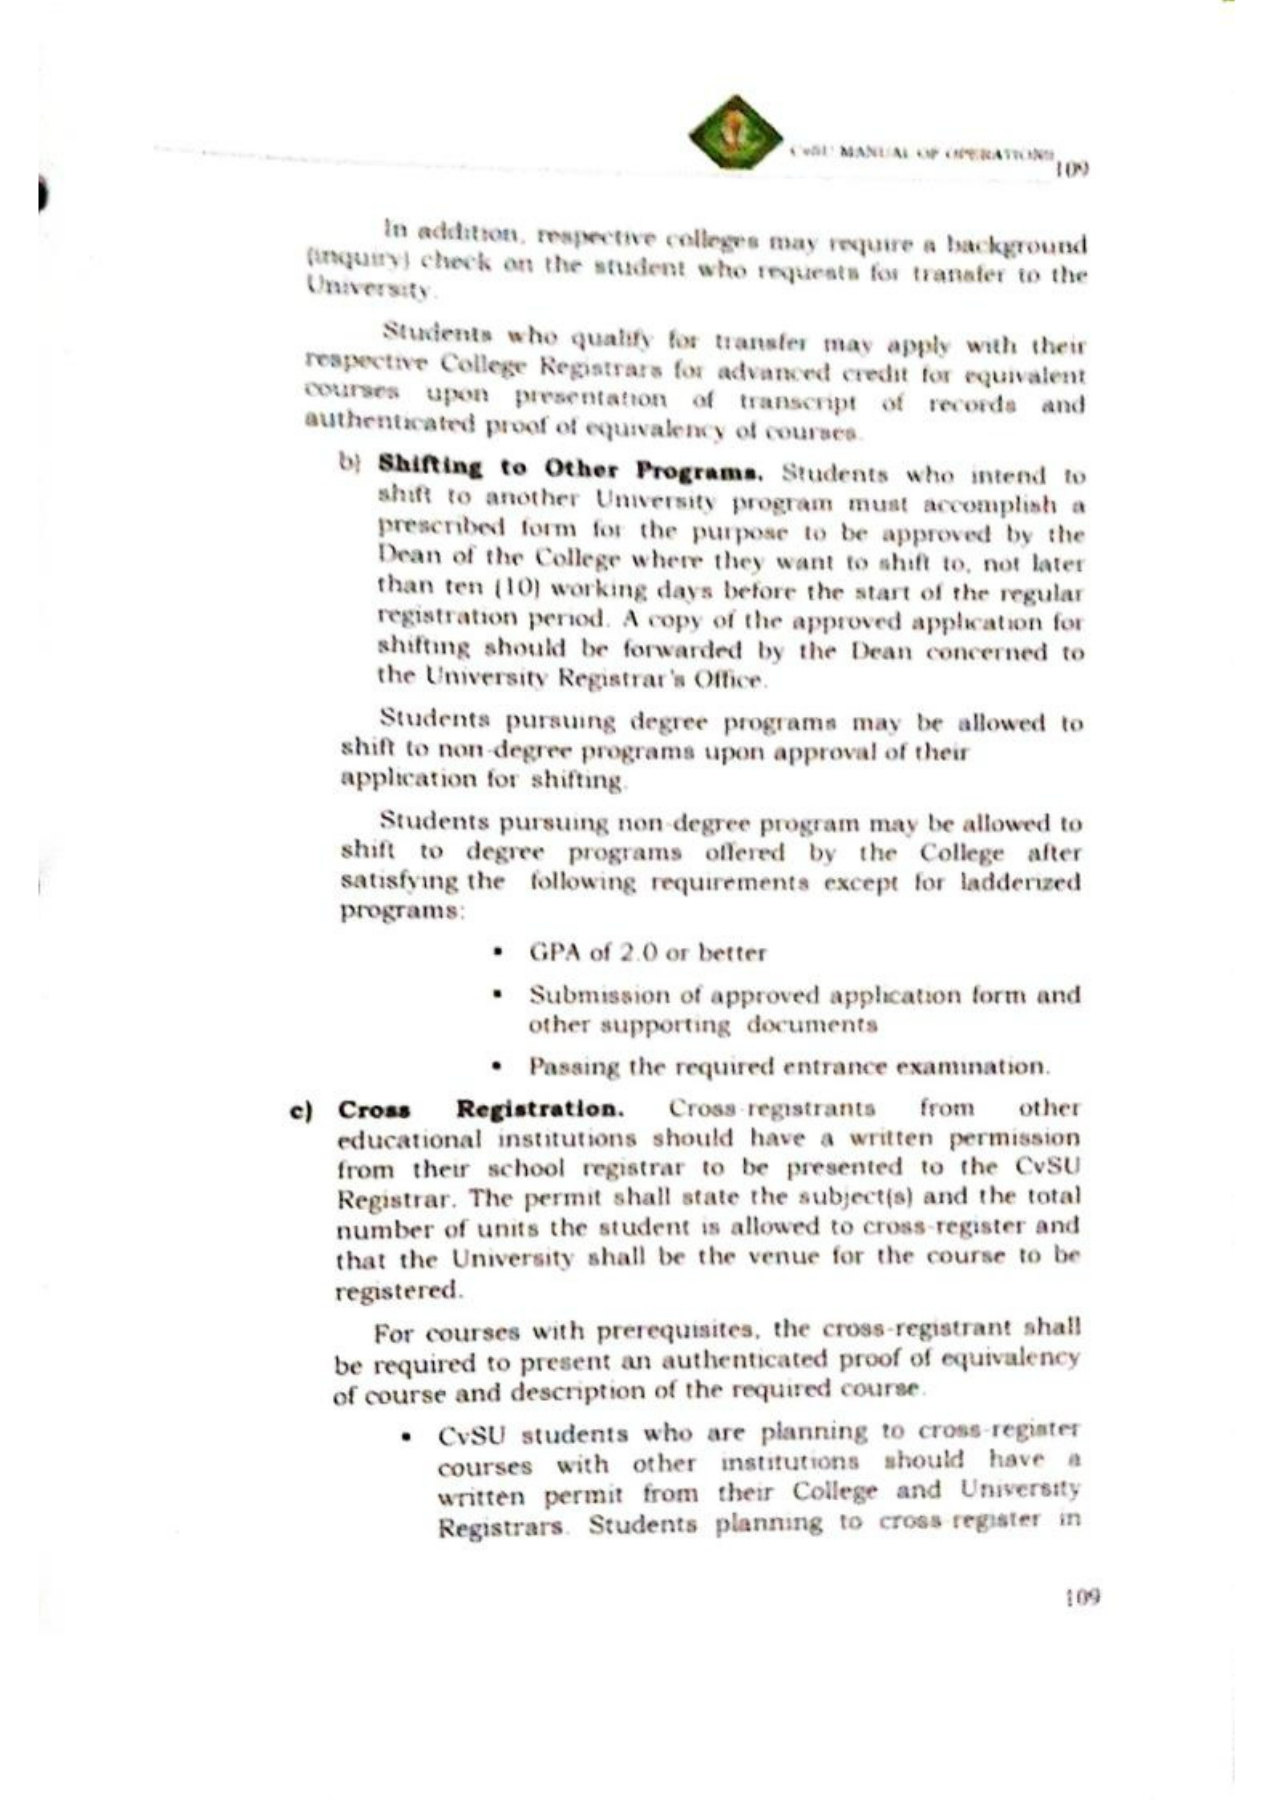 CvSU MANUAL OF OPERATIONS
109
In addition, respective colleges may require a background
(inquiry) check on the student who requests for transfer to the
University.
Students who qualify for transfer may apply with their
respective College Registrars for advanced credit for equivalent
courses upon presentation of transcript of records and
authenticated proof of equivalency of courses.
b) Shifting to Other Programs. Students who intend to
shift to another University program must accomplish a
prescribed form for the purpose to be approved by the
Dean of the College where they want to shift to, not later
than ten (10) working days before the start of the regular
registration period. A copy of the approved application for
shifting should be forwarded by the Dean concerned to
the University Registrar's Office.
Students pursuing degree programs may be allowed to
shift to non-degree programs upon approval of their
application for shifting.
Students pursuing non-degree program may be allowed to
shift to degree programs offered by the College after
satisfying the following requirements except for ladderized
programs:
▪ GPA of 2.0 or better
▪ Submission of approved application form and
other supporting documents
• Passing the required entrance examination.
c) Cross Registration. Cross-registrants from other
educational institutions should have a written permission
from their school registrar to be presented to the CvSU
Registrar. The permit shall state the subject(s) and the total
number of units the student is allowed to cross-register and
that the University shall be the venue for the course to be
registered.
For courses with prerequisites, the cross-registrant shall
be required to present an authenticated proof of equivalency
of course and description of the required course.
• CvSU students who are planning to cross-register
courses with other institutions should have a
written permit from their College and University
Registrars. Students planning to cross-register in
109